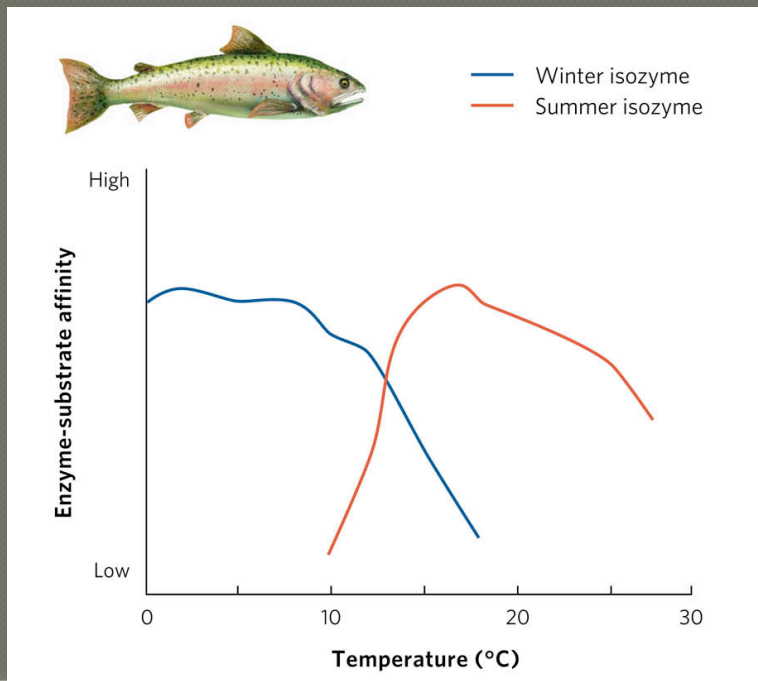 Winter isozyme
Summer isozyme
High
Enzyme-substrate affinity
Low
0
10
20
30
Temperature (°C)